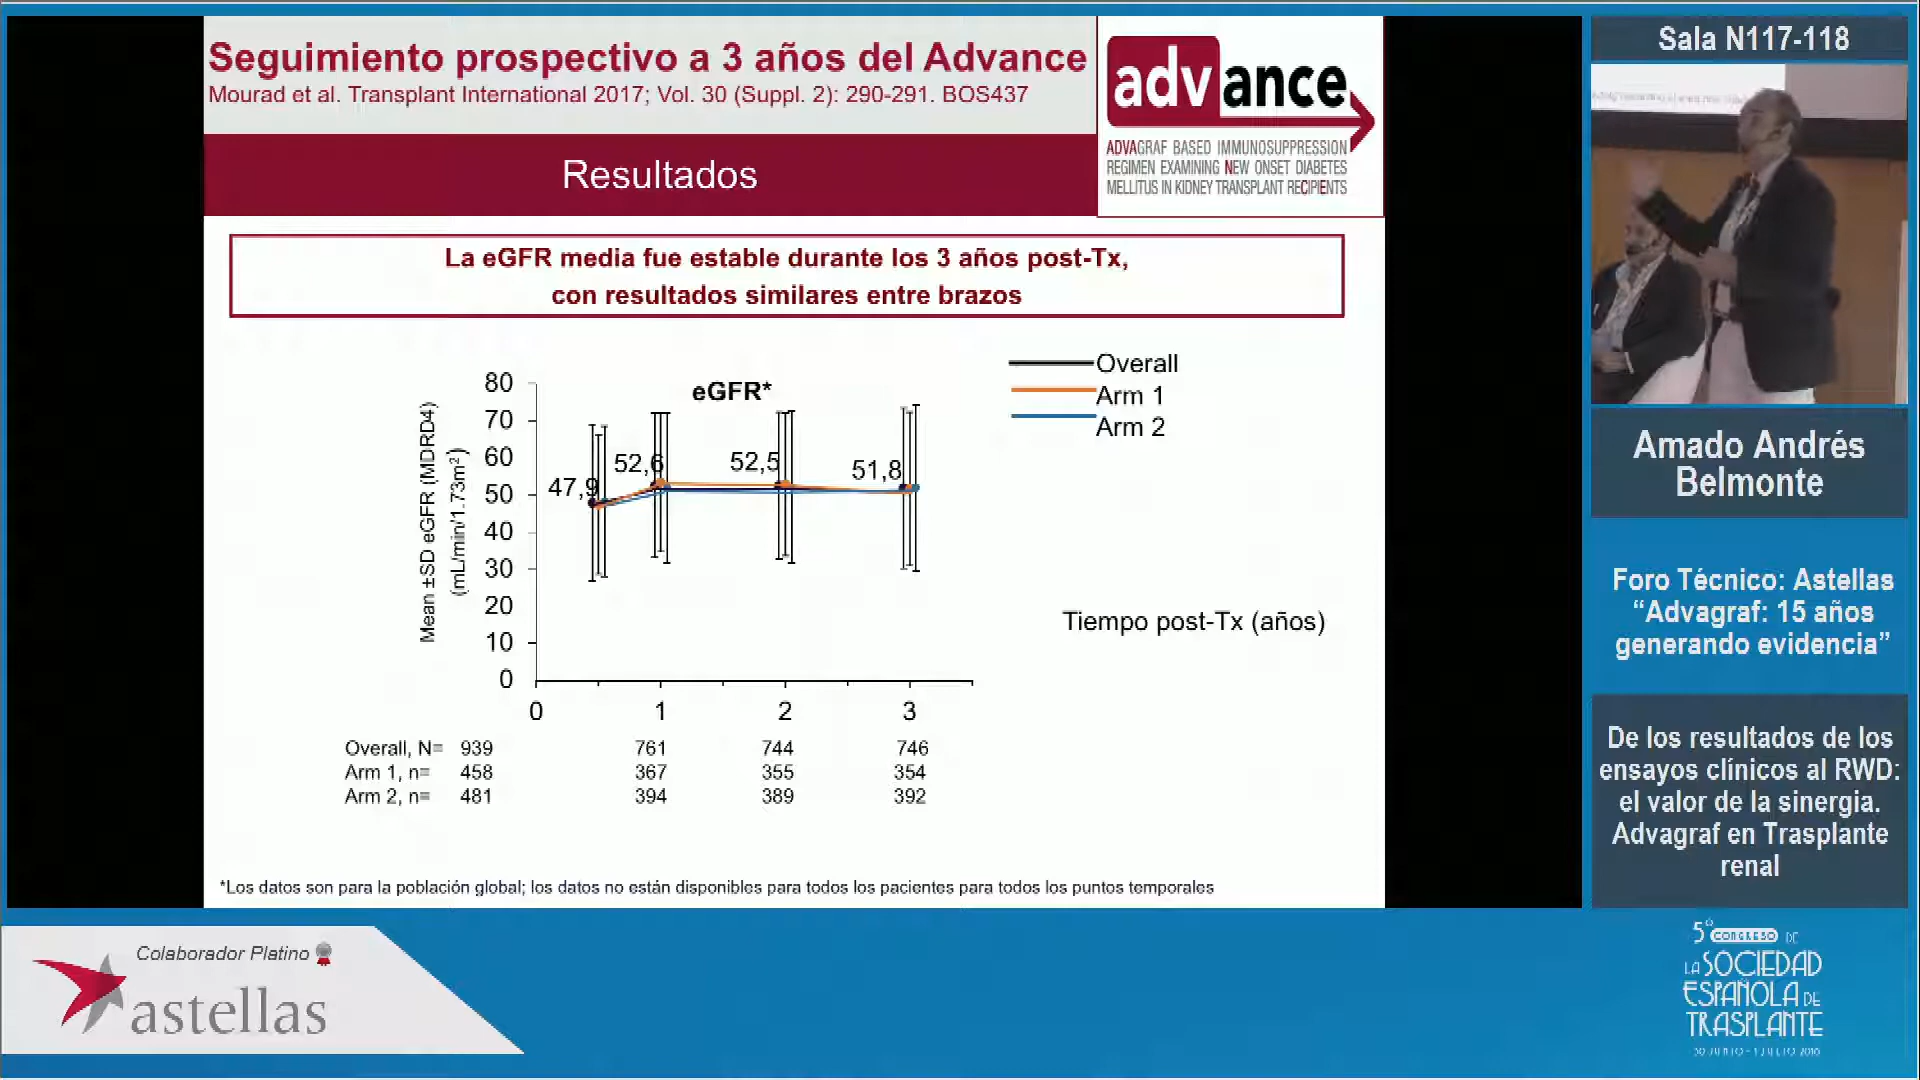 Seguimiento prospectivo a 3 años del Advance
Mourad et al. Transplant International 2017; Vol. 30 (Suppl. 2): 290-291. BOS437
Resultados
advance
ADVAGRAF BASED IMMUNOSUPPRESSION
REGIMEN EXAMINING NEW ONSET DIABETES
MELLITUS IN KIDNEY TRANSPLANT RECIPIENTS
La eGFR media fue estable durante los 3 años post-Tx,
con resultados similares entre brazos
eGFR*
Overall
Arm 1
Arm 2
Mean ±SD eGFR (MDRD4)
(mL/min/1.73m²)
80
70
60
50
40
30
20
10
0
47,9
52,6
52,5
51,8
0 1 2 3
Tiempo post-Tx (años)
Overall, N= 939 761 744 746
Arm 1, n= 458 367 355 354
Arm 2, n= 481 394 389 392
*Los datos son para la población global; los datos no están disponibles para todos los pacientes para todos los puntos temporales
Sala N117-118
Amado Andrés
Belmonte
Foro Técnico: Astellas
“Advagraf: 15 años
generando evidencia”
De los resultados de los
ensayos clínicos al RWD:
el valor de la sinergia.
Advagraf en Trasplante
renal
Colaborador Platino
astellas
5º CONGRESO DE
LA SOCIEDAD
ESPAÑOLA DE
TRASPLANTE